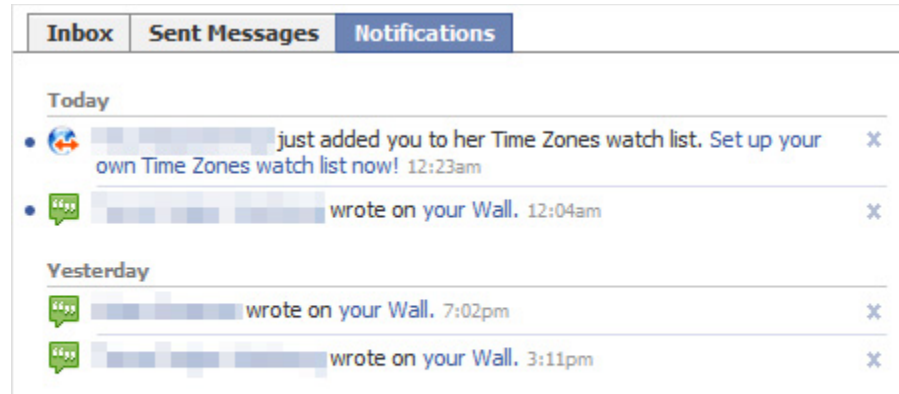 Inbox Sent Messages Notifications
Today
just added you to her Time Zones watch list. Set up your
own Time Zones watch list now! 12:23am
wrote on your Wall. 12:04am
Yesterday
wrote on your Wall. 7:02pm
wrote on your Wall. 3:11pm